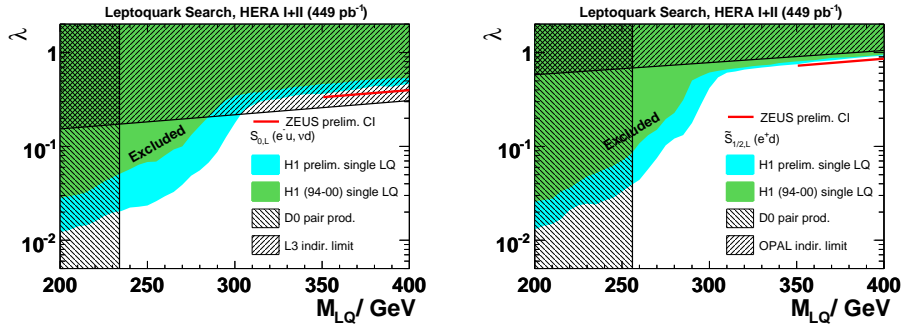 Leptoquark Search, HERA I+II (449 pb⁻¹)
λ
1
10⁻¹
10⁻²
Excluded
ZEUS prelim. CI
S₀,L (e⁻u, νd)
H1 prelim. single LQ
H1 (94-00) single LQ
D0 pair prod.
L3 indir. limit
200 250 300 350 400
M_LQ/ GeV
Leptoquark Search, HERA I+II (449 pb⁻¹)
λ
1
10⁻¹
10⁻²
Excluded
ZEUS prelim. CI
S̃₁/₂,L (e⁺d)
H1 prelim. single LQ
H1 (94-00) single LQ
D0 pair prod.
OPAL indir. limit
200 250 300 350 400
M_LQ/ GeV